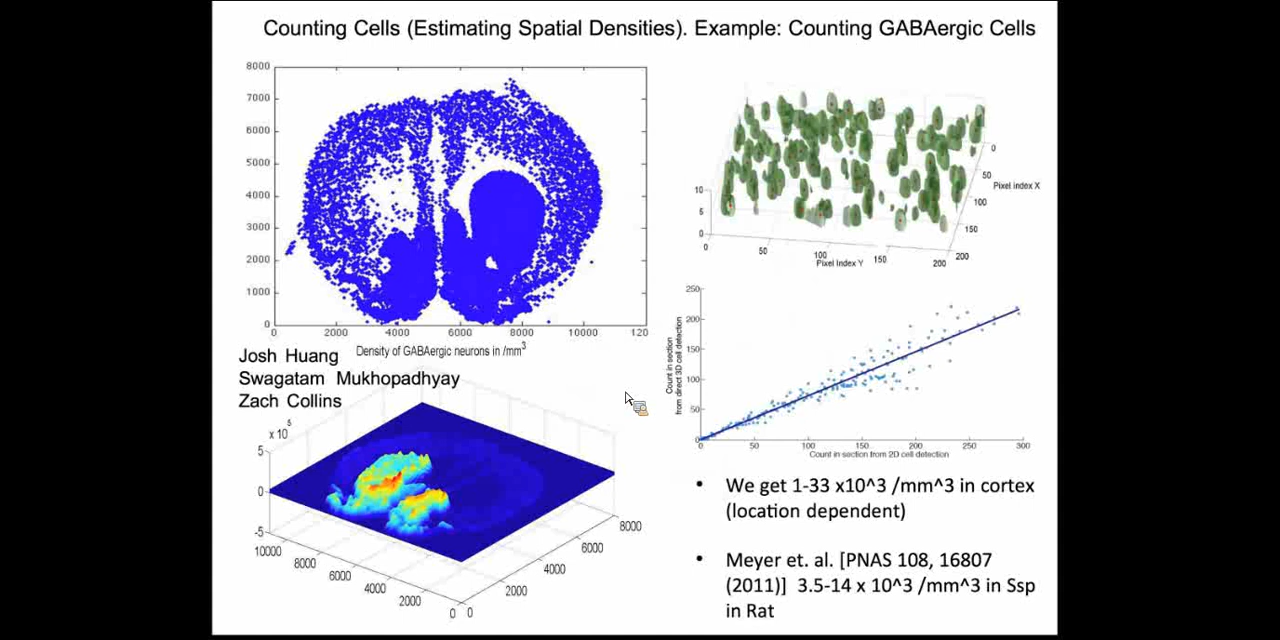 Counting Cells (Estimating Spatial Densities). Example: Counting GABAergic Cells
8000
7000
6000
5000
4000
3000
2000
1000
0
0 2000 4000 6000 8000 10000 120
Density of GABAergic neurons in /mm^3
Josh Huang
Swagatam Mukhopadhyay
Zach Collins
x 10^5
5
0
-5
10000
8000
6000
4000
2000
0
0
2000
4000
6000
8000
10
5
0
0
50
100
150
200
Pixel Index Y
0
50
100
150
200
Pixel index X
250
200
150
100
50
0
Count in section
from direct 3D cell detection
0 50 100 150 200 250 300
Count in section from 2D cell detection
• We get 1-33 x10^3 /mm^3 in cortex
(location dependent)
• Meyer et. al. [PNAS 108, 16807
(2011)] 3.5-14 x 10^3 /mm^3 in Ssp
in Rat